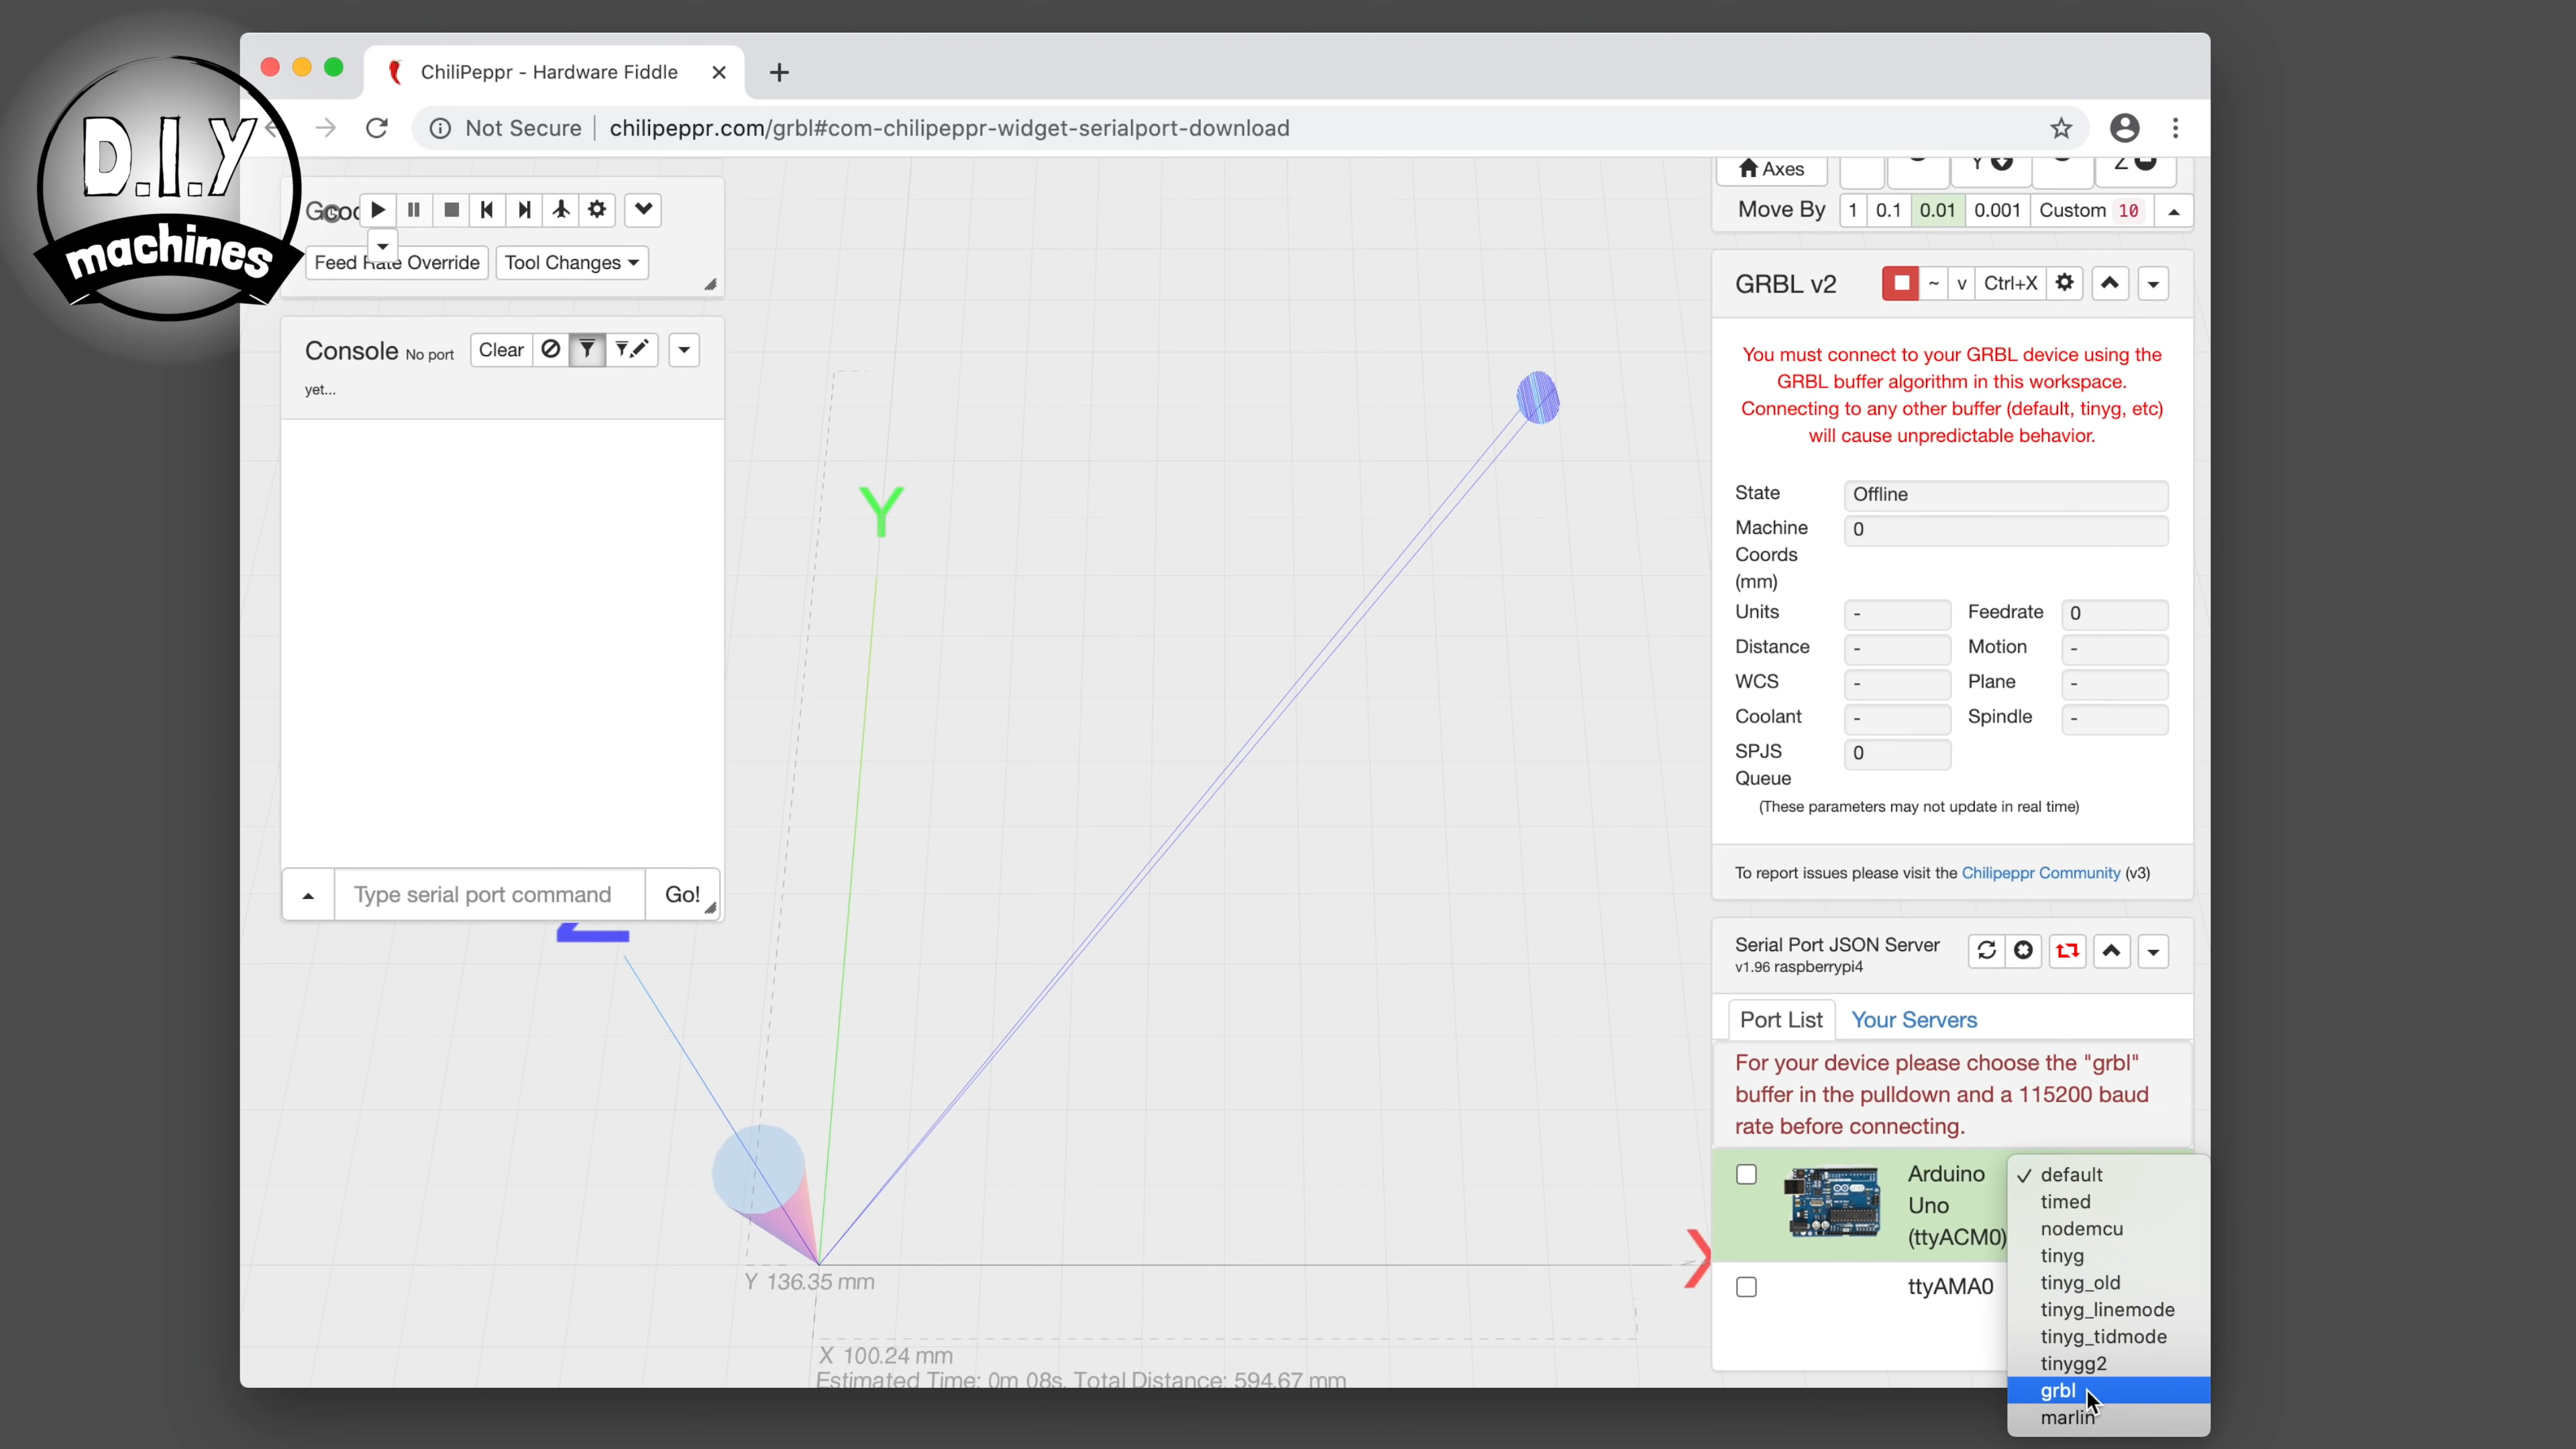 D.I.Y
machines
ChiliPeppr - Hardware Fiddle
Not Secure
chilipeppr.com/grbl#com-chilipeppr-widget-serialport-download
Feed Rate Override
Tool Changes
Console No port
yet...
Clear
Type serial port command
Go!
Y
X
Y 136.35 mm
X 100.24 mm
Estimated Time: 0m 08s, Total Distance: 594.67 mm
Axes
Y
Z
Move By
1
0.1
0.01
0.001
Custom 10
GRBL v2
~
v
Ctrl+X
You must connect to your GRBL device using the
GRBL buffer algorithm in this workspace.
Connecting to any other buffer (default, tinyg, etc)
will cause unpredictable behavior.
State
Offline
Machine
Coords
(mm)
0
Units
-
Feedrate
0
Distance
-
Motion
-
WCS
-
Plane
-
Coolant
-
Spindle
-
SPJS
Queue
0
(These parameters may not update in real time)
To report issues please visit the Chilipeppr Community (v3)
Serial Port JSON Server
v1.96 raspberrypi4
Port List
Your Servers
For your device please choose the "grbl"
buffer in the pulldown and a 115200 baud
rate before connecting.
Arduino
Uno
(ttyACM0)
ttyAMA0
✓ default
timed
nodemcu
tinyg
tinyg_old
tinyg_linemode
tinyg_tidmode
tinygg2
grbl
marlin